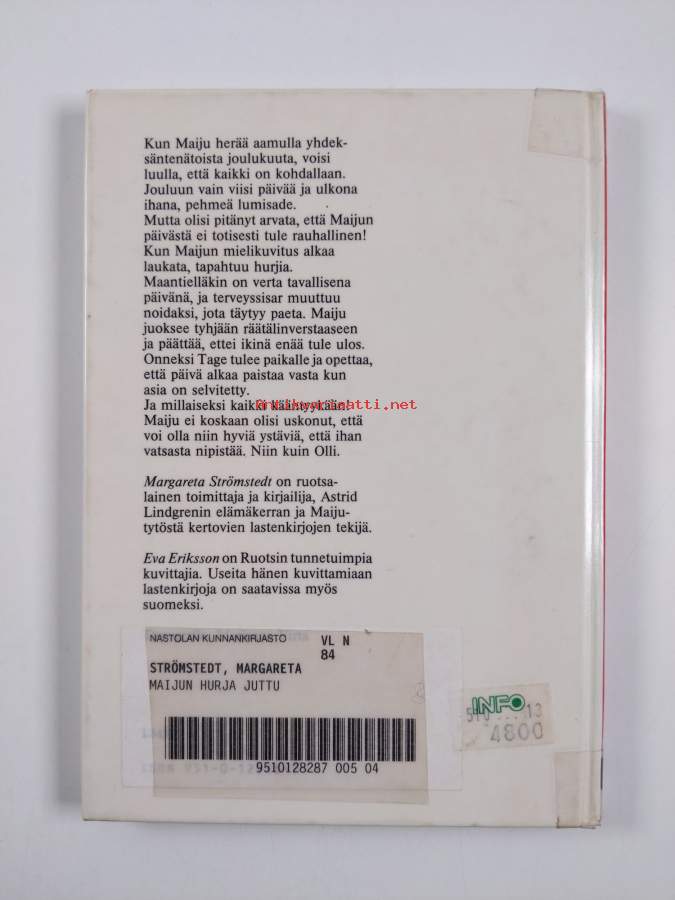 Kun Maiju herää aamulla yhdek-
säntenätoista joulukuuta, voisi
luulla, että kaikki on kohdallaan.
Jouluun vain viisi päivää ja ulkona
ihana, pehmeä lumisade.
Mutta olisi pitänyt arvata, että Maijun
päivästä ei totisesti tule rauhallinen!
Kun Maijun mielikuvitus alkaa
laukata, tapahtuu hurjia.
Maantielläkin on verta tavallisena
päivänä, ja terveyssisar muuttuu
noidaksi, jota täytyy paeta. Maiju
juoksee tyhjään räätälinverstaaseen
ja päättää, ettei ikinä enää tule ulos.
Onneksi Tage tulee paikalle ja opettaa,
että päivä alkaa paistaa vasta kun
asia on selvitetty.
Ja millaiseksi kaikki
Maiju ei koskaan olisi uskonut, että
voi olla niin hyviä ystäviä, että ihan
vatsasta nipistää. Niin kuin Olli.
Margareta Strömstedt on ruotsa-
lainen toimittaja ja kirjailija, Astrid
Lindgrenin elämäkerran ja Maiju-
tytöstä kertovien lastenkirjojen tekijä.
Eva Eriksson on Ruotsin tunnetuimpia
kuvittajia. Useita hänen kuvittamiaan
lastenkirjoja on saatavissa myös
suomeksi.
NASTOLAN KUNNANKIRJASTO VL N
84
STRÖMSTEDT, MARGARETA
MAIJUN HURJA JUTTU
9510128287 005 04
INFO
13
4800